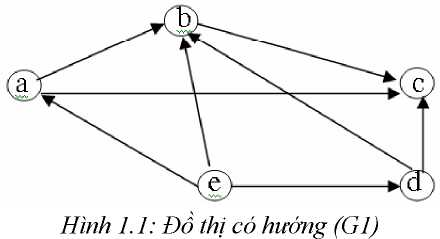 b
a
c
e
d
Hình 1.1: Đồ thị có hướng (G1)